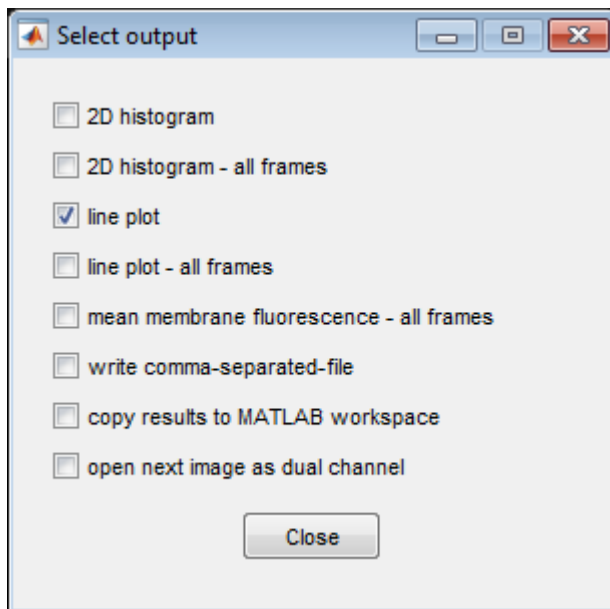 Select output
2D histogram
2D histogram - all frames
line plot
line plot - all frames
mean membrane fluorescence - all frames
write comma-separated-file
copy results to MATLAB workspace
open next image as dual channel
Close